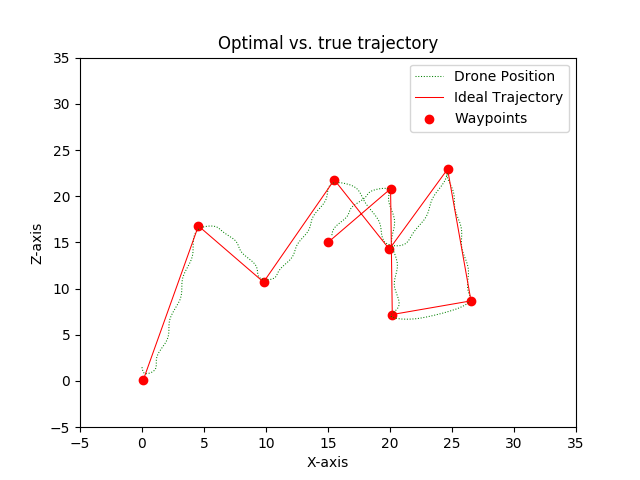 Optimal vs. true trajectory
Drone Position
Ideal Trajectory
Waypoints
Z-axis
35
30
25
20
15
10
5
0
−5
−5 0 5 10 15 20 25 30 35
X-axis